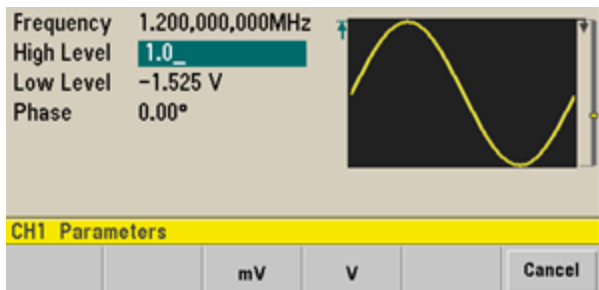 Frequency 1.200,000,000MHz
High Level 1.0_
Low Level -1.525 V
Phase 0.00°
CH1 Parameters
mV V Cancel